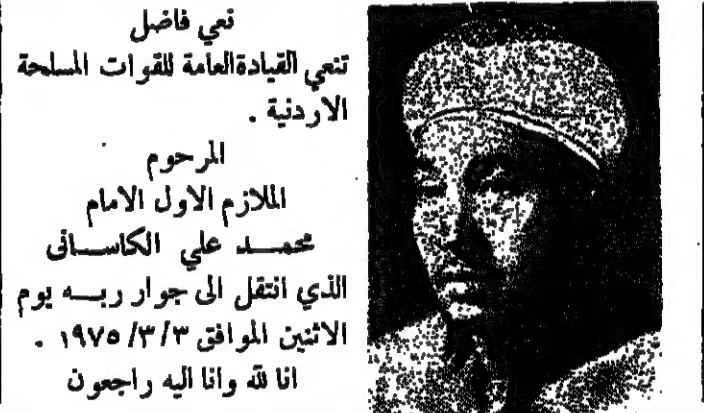 نعي فاضل
تنعي القيادة العامة للقوات المسلحة
الاردنية .
المرحوم
الملازم الاول الامام
محمد علي الكاسانى
الذي انتقل الى جوار ربه يوم
الاثنين الموافق ١٩٧٥/٣/٣ .
انا لله وانا اليه راجعون